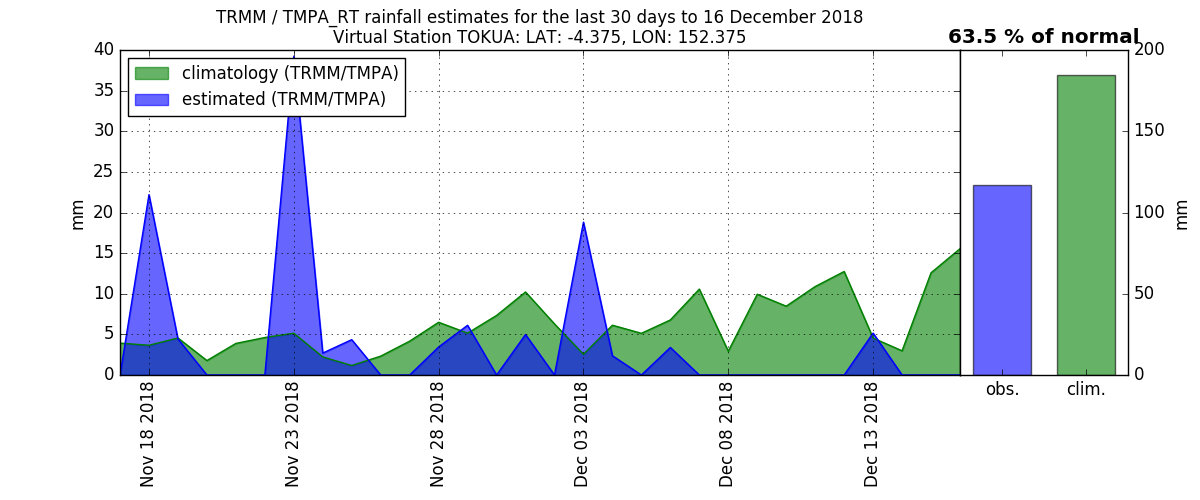 TRMM / TMPA_RT rainfall estimates for the last 30 days to 16 December 2018
Virtual Station TOKUA: LAT: -4.375, LON: 152.375
63.5 % of normal
climatology (TRMM/TMPA)
estimated (TRMM/TMPA)
40
35
30
25
20
15
10
5
0
mm
Nov 18 2018
Nov 23 2018
Nov 28 2018
Dec 03 2018
Dec 08 2018
Dec 13 2018
obs.
clim.
200
150
100
50
0
mm